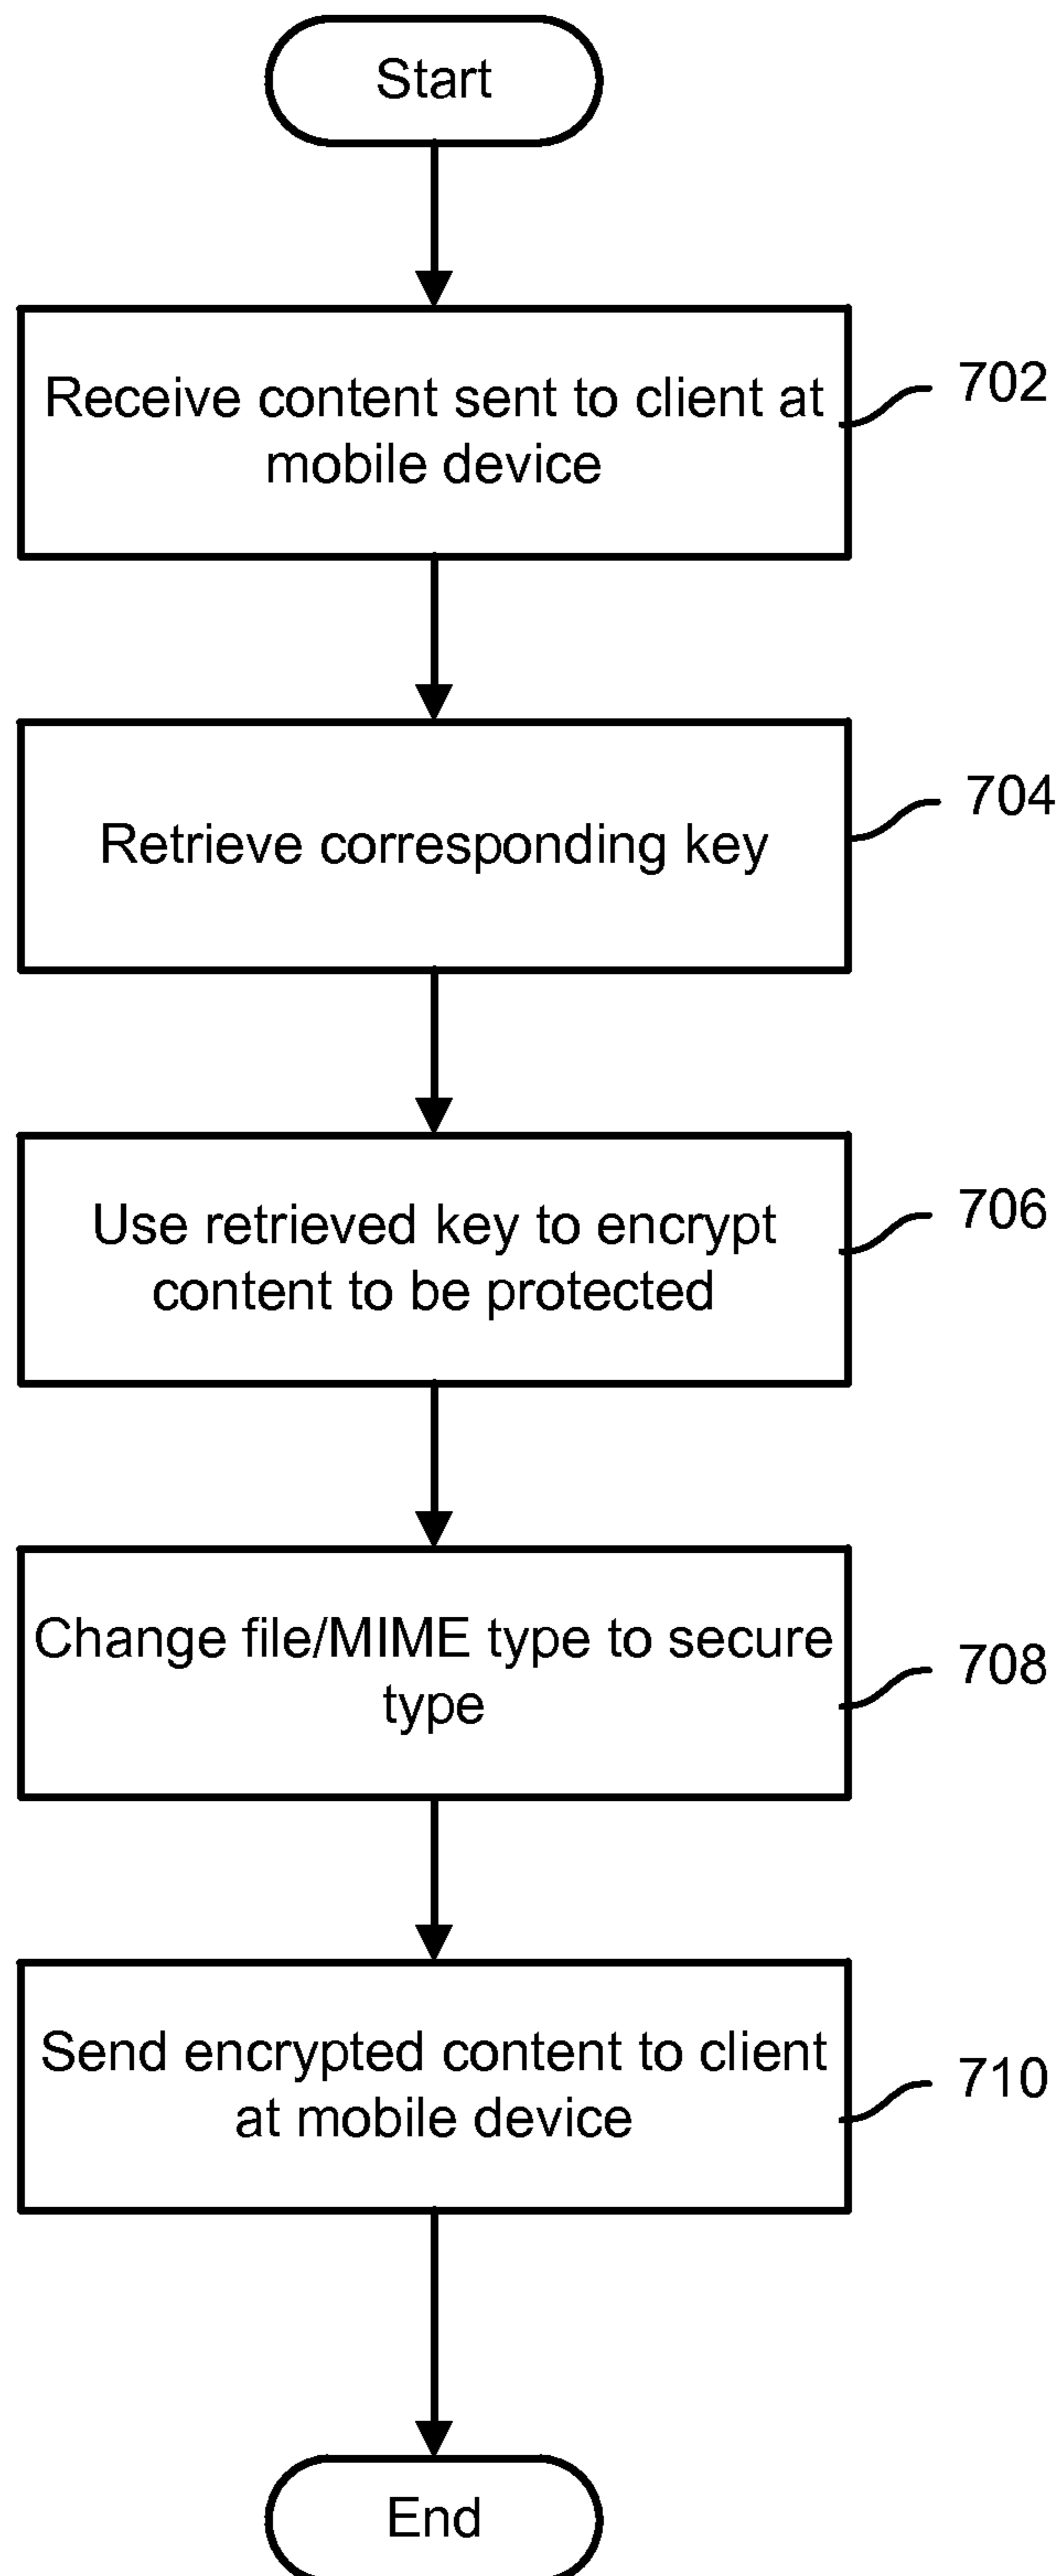 Start
Receive content sent to client at
mobile device
702
Retrieve corresponding key
704
Use retrieved key to encrypt
content to be protected
706
Change file/MIME type to secure
type
708
Send encrypted content to client
at mobile device
710
End